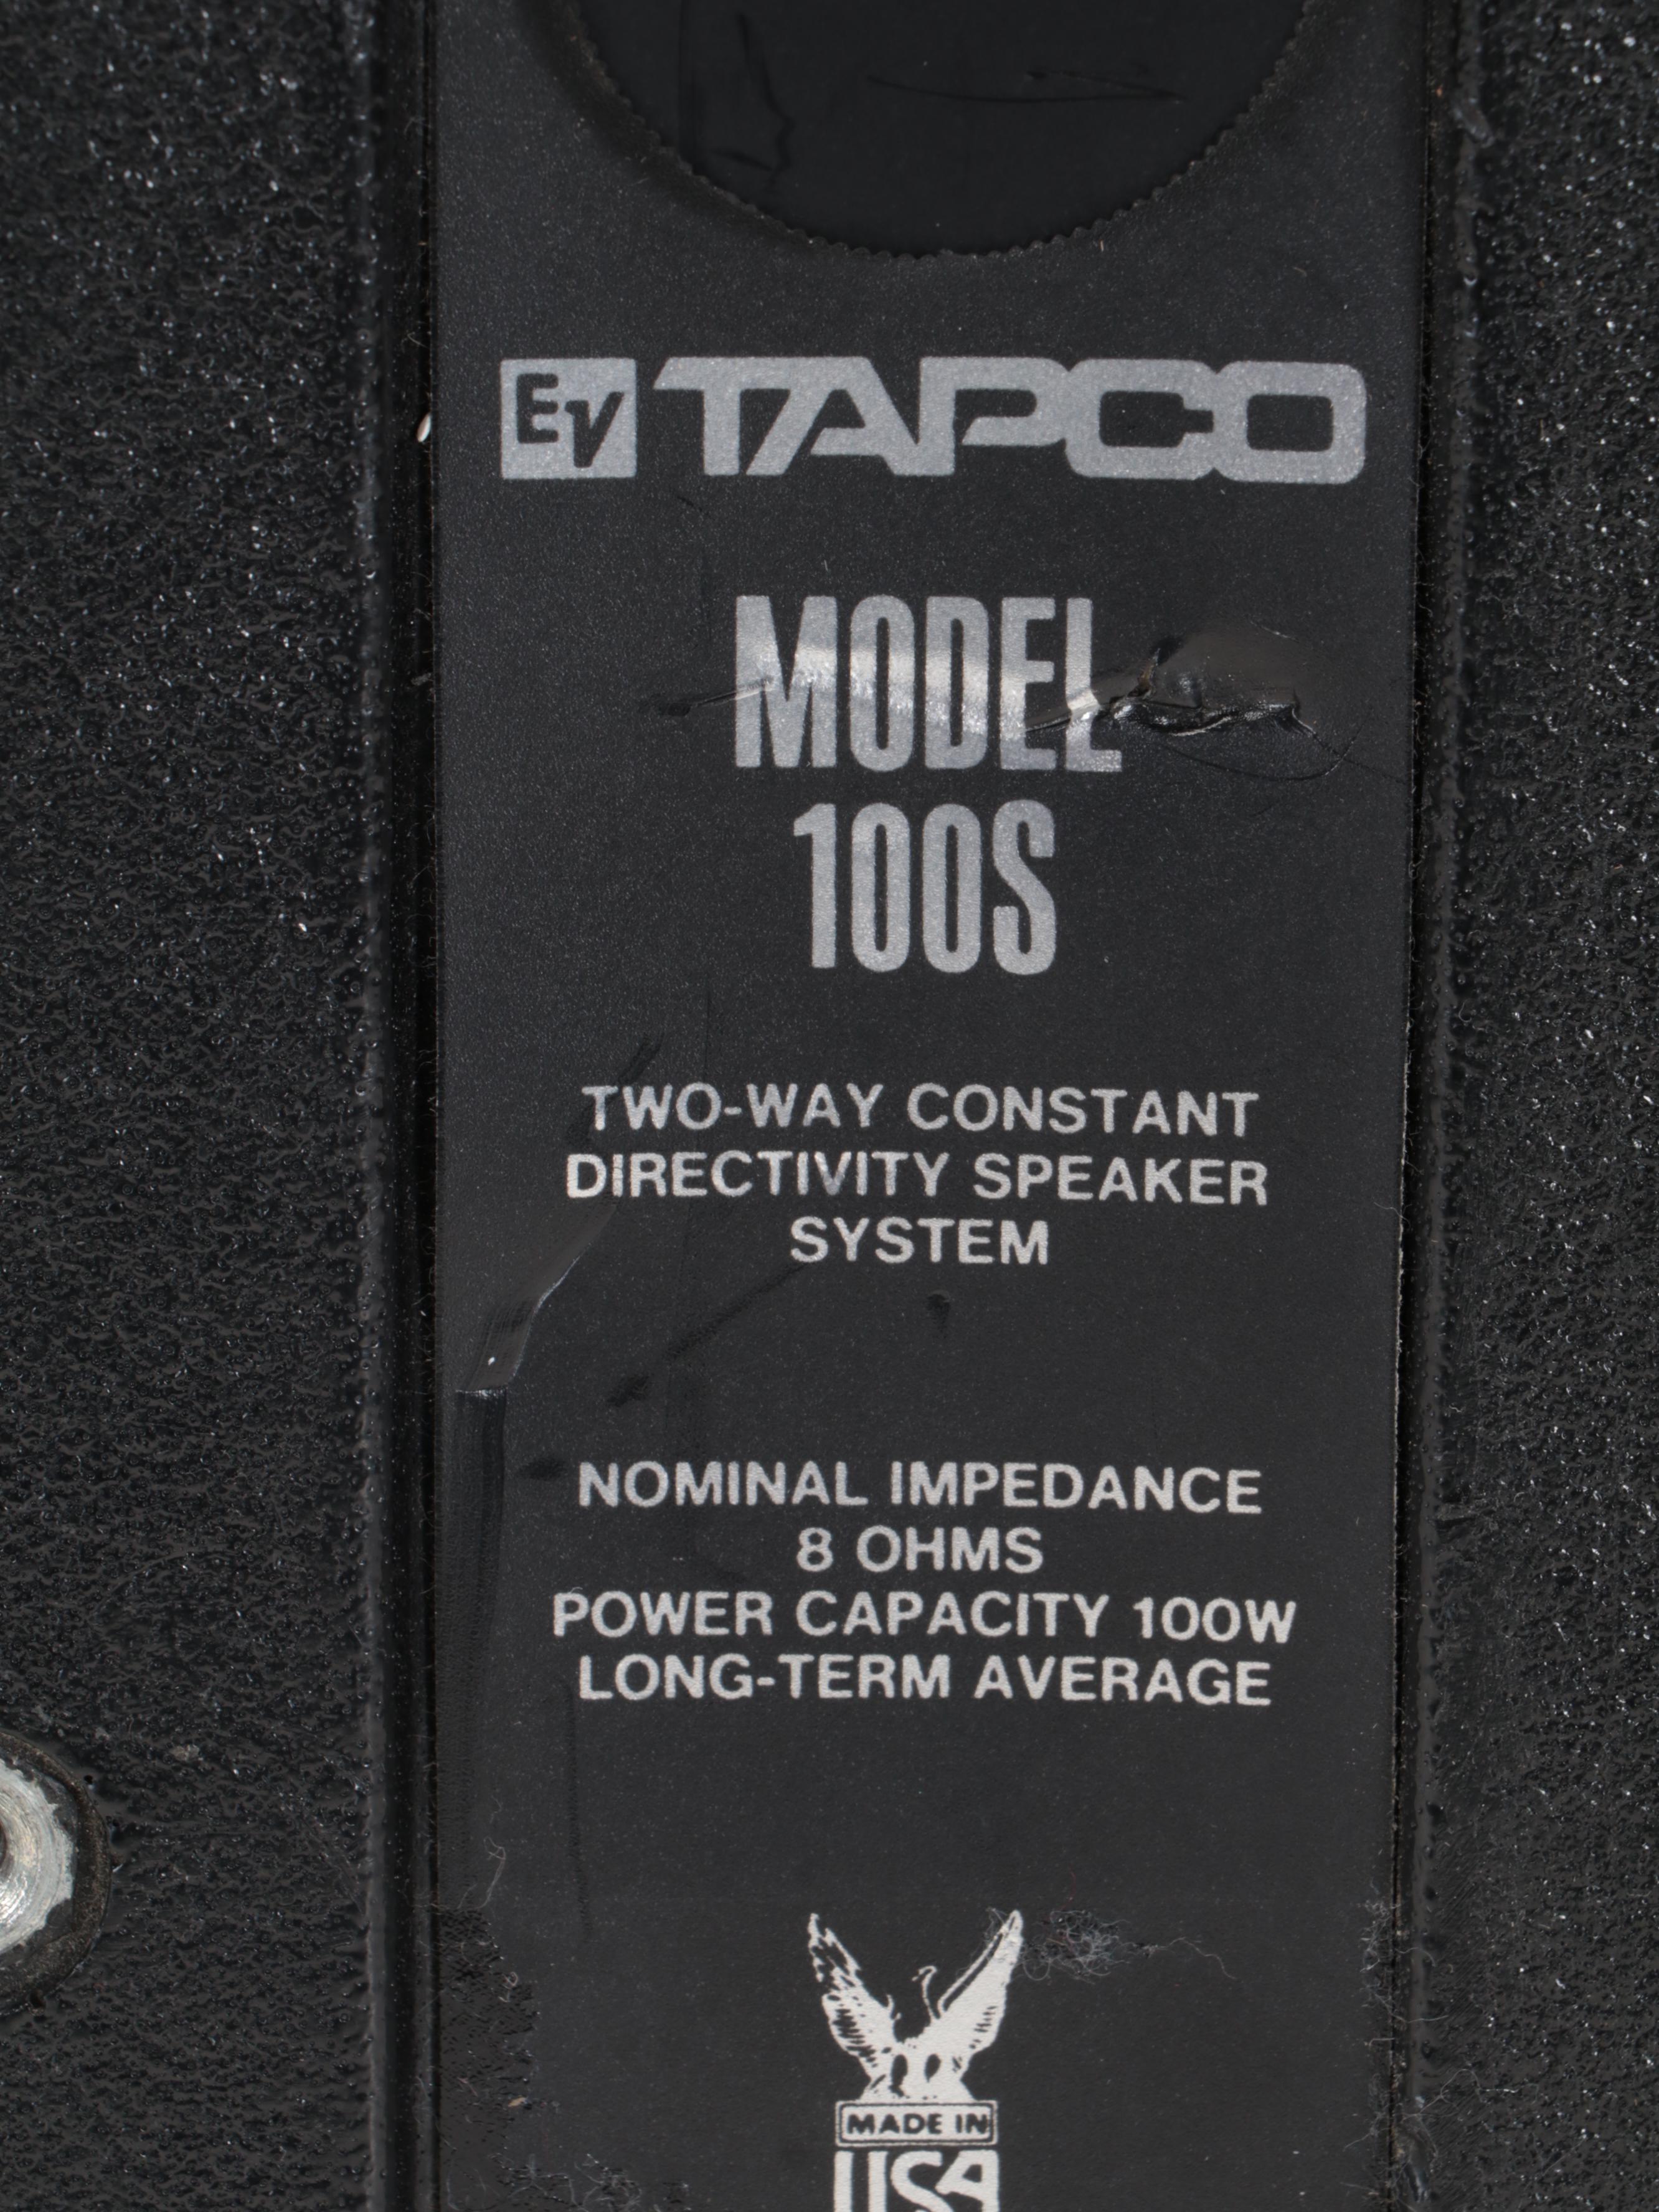 EV TAPCO
MODEL
100S
TWO-WAY CONSTANT
DIRECTIVITY SPEAKER
SYSTEM
NOMINAL IMPEDANCE
8 OHMS
POWER CAPACITY 100W
LONG-TERM AVERAGE
MADE IN
USA